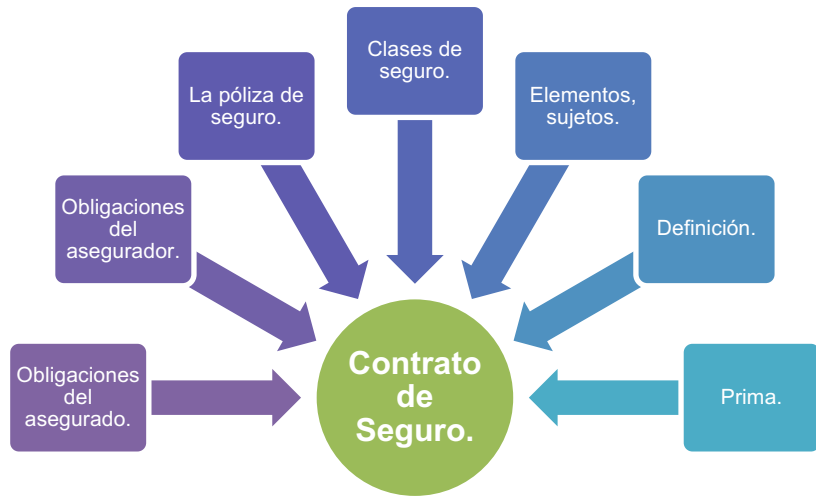 Clases de
seguro.
La póliza de
seguro.
Elementos,
sujetos.
Obligaciones
del
asegurador.
Definición.
Obligaciones
del
asegurado.
Contrato
de
Seguro.
Prima.